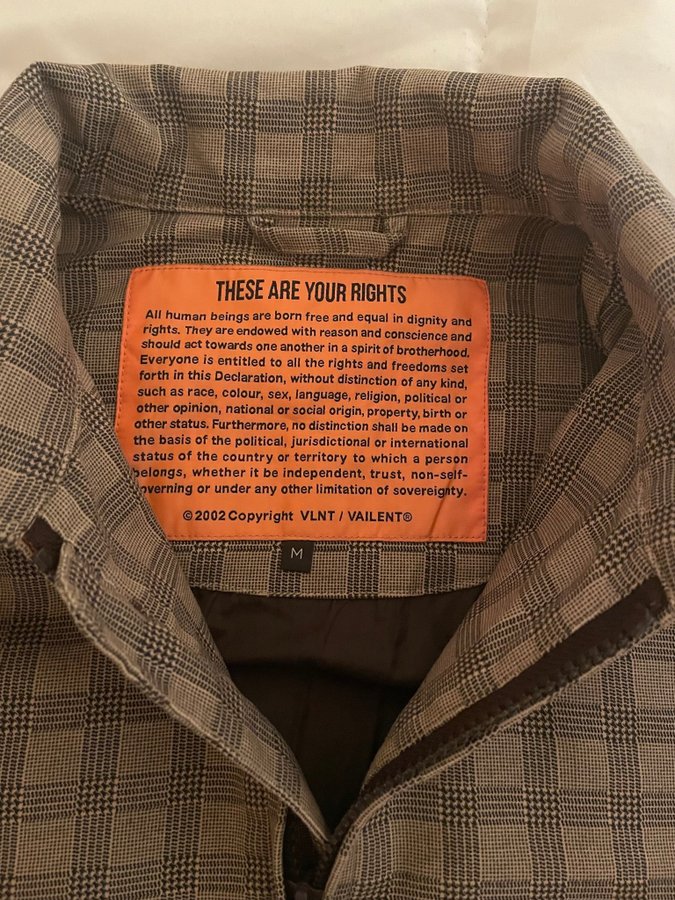 THESE ARE YOUR RIGHTS
All human beings are born free and equal in dignity and
rights. They are endowed with reason and conscience and
should act towards one another in a spirit of brotherhood.
Everyone is entitled to all the rights and freedoms set
forth in this Declaration, without distinction of any kind,
such as race, colour, sex, language, religion, political or
other opinion, national or social origin, property, birth or
other status. Furthermore, no distinction shall be made on
the basis of the political, jurisdictional or international
status of the country or territory to which a person
belongs, whether it be independent, trust, non-self-
governing or under any other limitation of sovereignty.
©2002 Copyright VLNT / VAILENT®
M